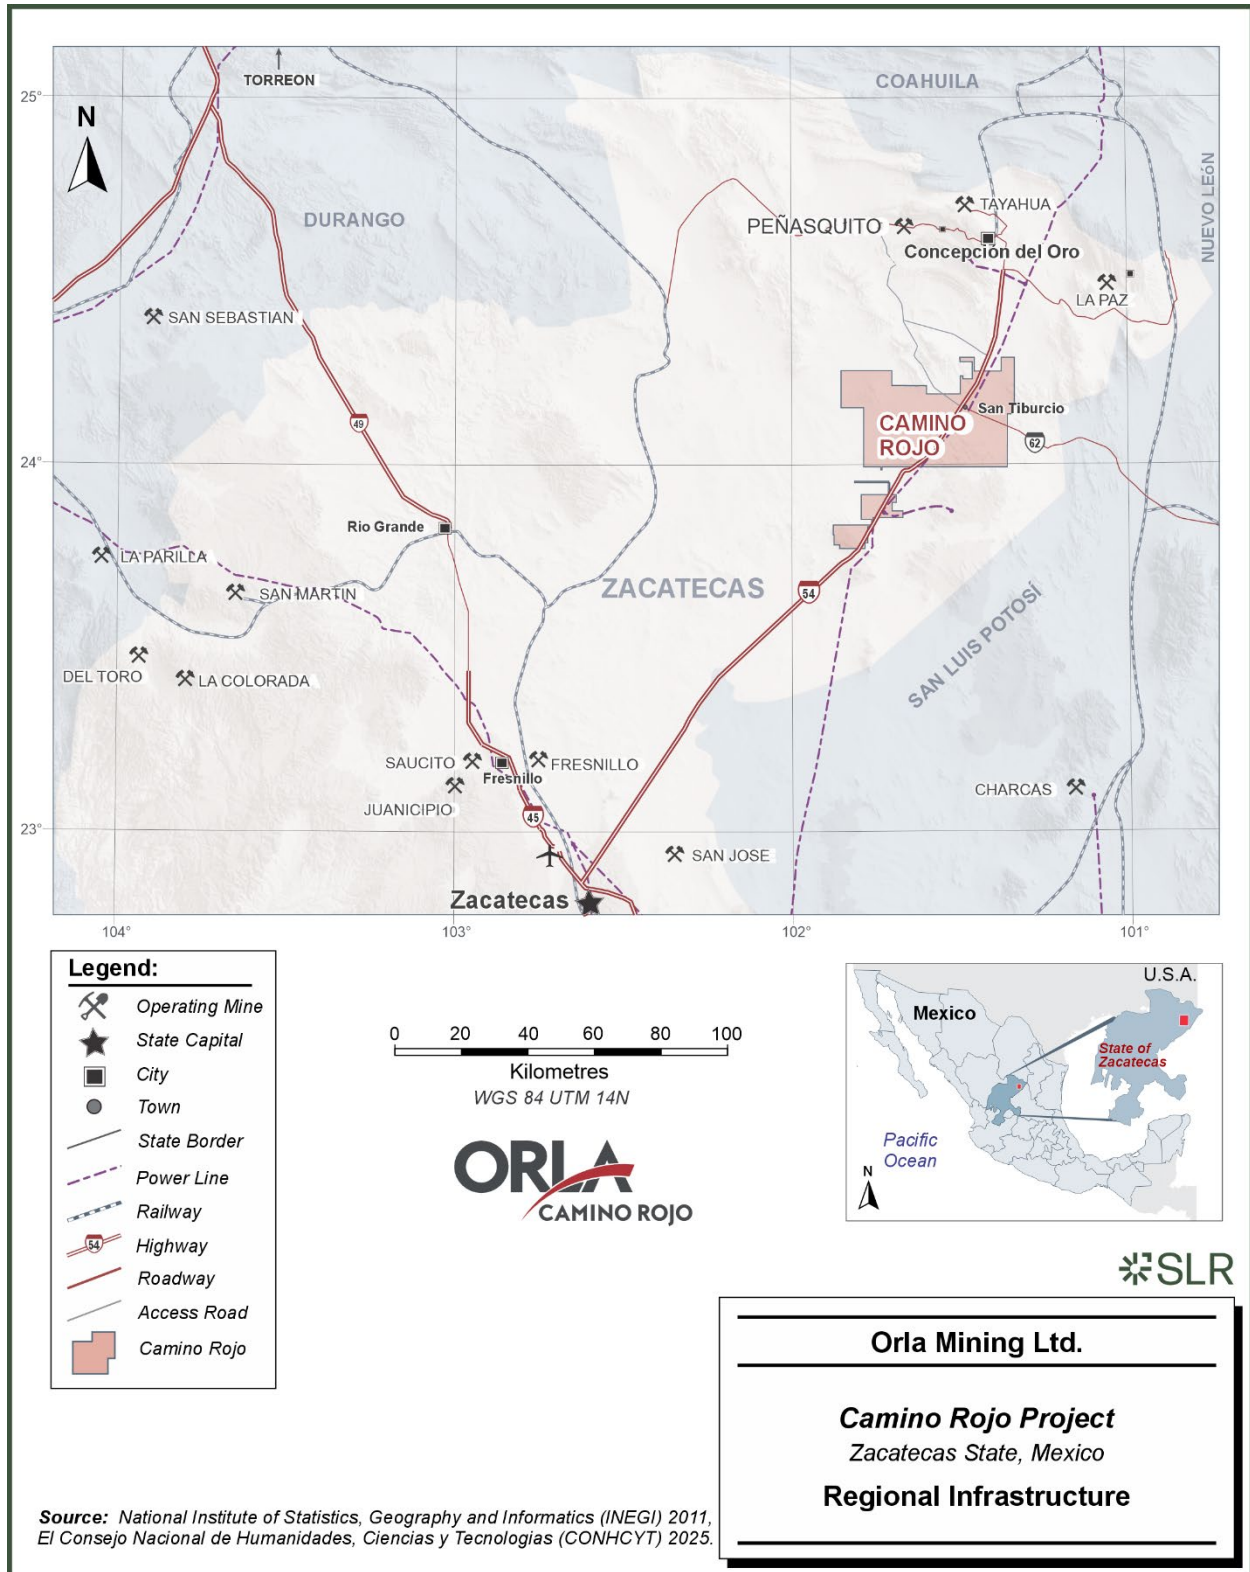 TORREON
COAHUILA
25°
N
NUEVO LEÓN
TAYAHUA
DURANGO
PEÑASQUITO
Concepción del Oro
LA PAZ
SAN SEBASTIAN
San Tiburcio
49
CAMINO
ROJO
62
24°
Rio Grande
LA PARILLA
ZACATECAS
SAN MARTIN
54
SAN LUIS POTOSÍ
DEL TORO
LA COLORADA
SAUCITO
FRESNILLO
Fresnillo
JUANICIPIO
CHARCAS
45
23°
SAN JOSE
Zacatecas
104°
103°
102°
101°
Legend:
Operating Mine
State Capital
City
Town
State Border
Power Line
Railway
54
Highway
Roadway
Access Road
Camino Rojo
0 20 40 60 80 100
Kilometres
WGS 84 UTM 14N
ORLA
CAMINO ROJO
U.S.A.
Mexico
State of
Zacatecas
Pacific
Ocean
N
SLR
Orla Mining Ltd.
Camino Rojo Project
Zacatecas State, Mexico
Regional Infrastructure
Source: National Institute of Statistics, Geography and Informatics (INEGI) 2011,
El Consejo Nacional de Humanidades, Ciencias y Tecnologias (CONHCYT) 2025.